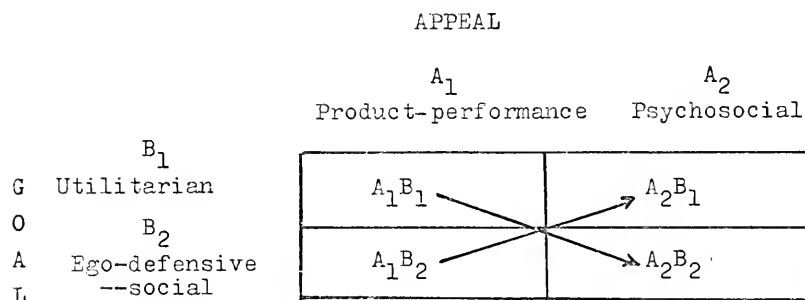 APPEAL
A1 A2
Product-performance Psychosocial
B1
G Utilitarian A1B1 A2B1
O B2
A Ego-defensive A1B2 A2B2
L --social